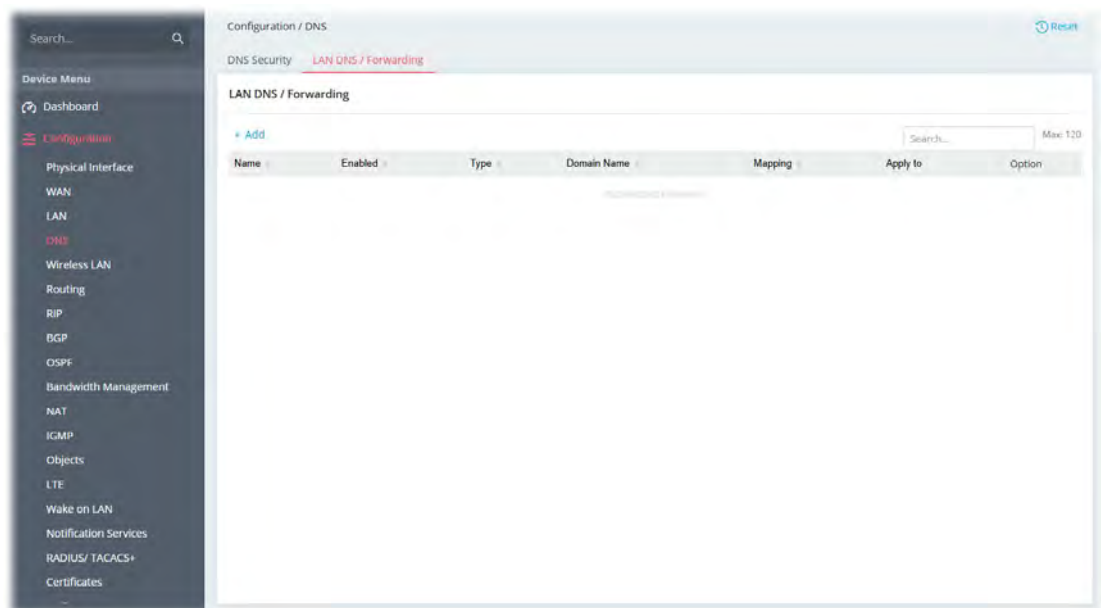 Search...
Device Menu
Dashboard
Configuration
Physical Interface
WAN
LAN
DNS
Wireless LAN
Routing
RIP
BGP
OSPF
Bandwidth Management
NAT
IGMP
Objects
LTE
Wake on LAN
Notification Services
RADIUS/ TACACS+
Certificates
Configuration / DNS
Reset
DNS Security LAN DNS / Forwarding
LAN DNS / Forwarding
+ Add Search... Max: 120
Name Enabled Type Domain Name Mapping Apply to Option